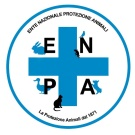 ENTE NAZIONALE PROTEZIONE ANIMALI
E N
P A
La Protezione Animali dal 1871